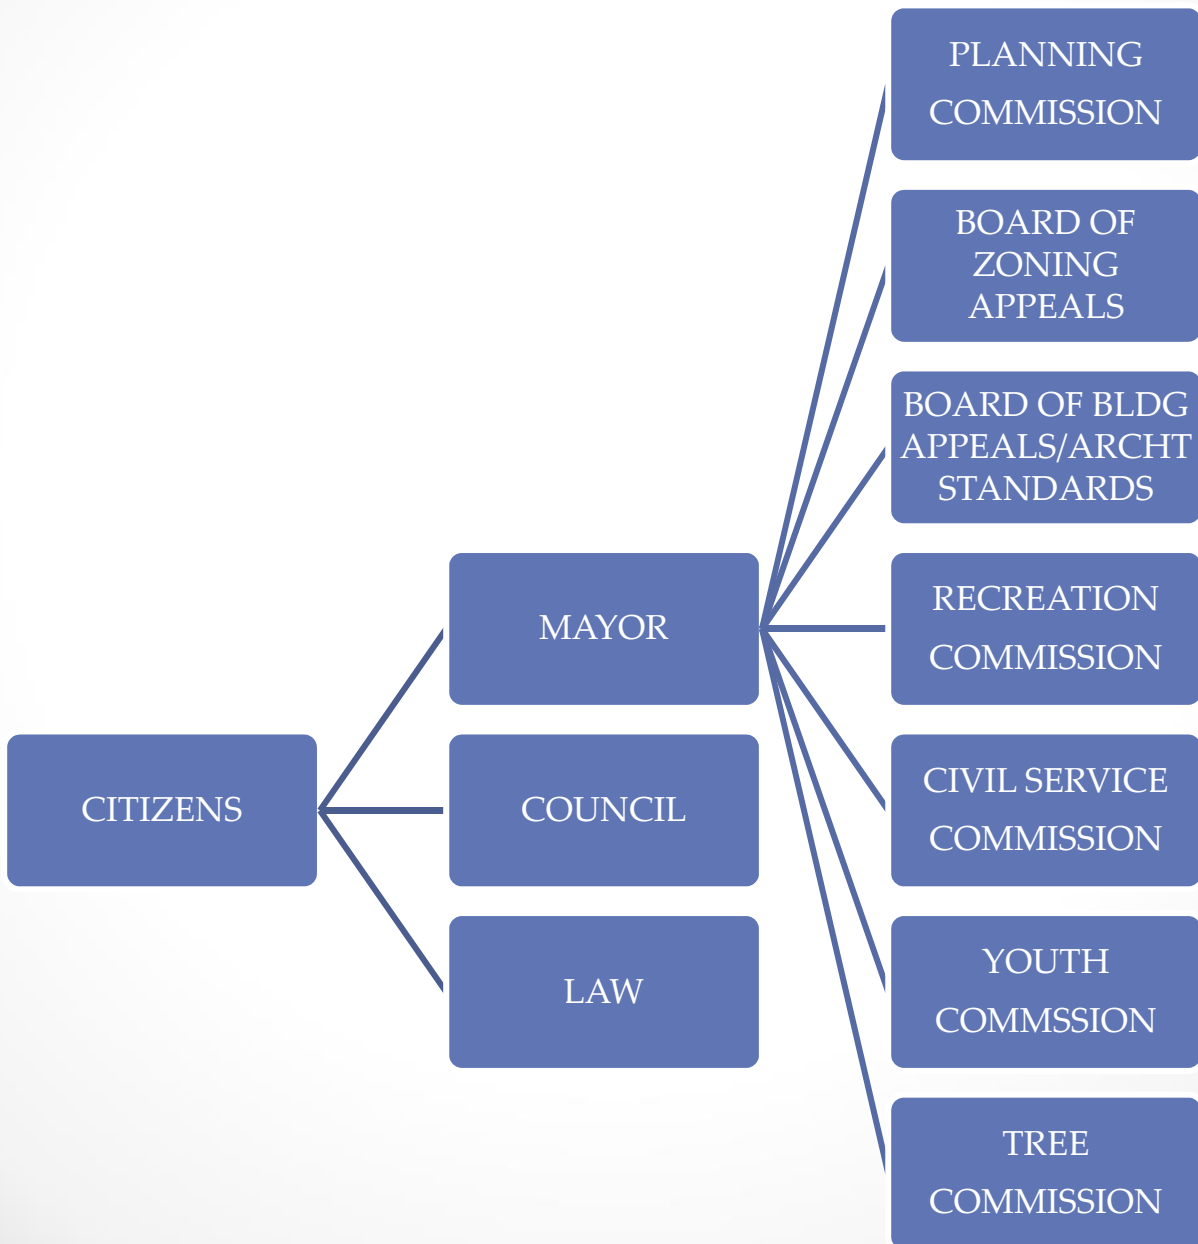 PLANNING
COMMISSION
BOARD OF
ZONING
APPEALS
BOARD OF BLDG
APPEALS/ARCHT
STANDARDS
MAYOR
RECREATION
COMMISSION
CITIZENS
COUNCIL
CIVIL SERVICE
COMMISSION
LAW
YOUTH
COMMSSION
TREE
COMMISSION